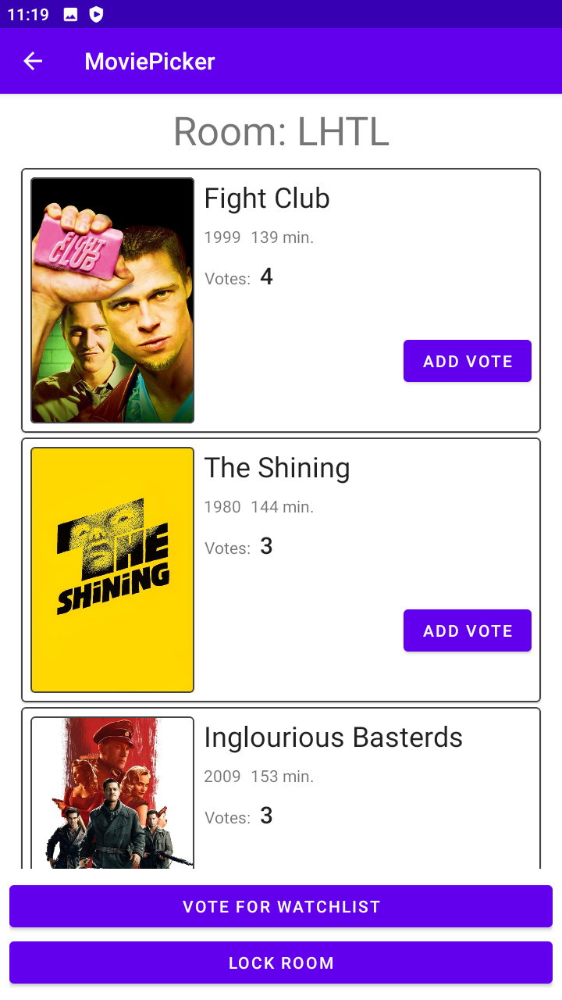 11:19
MoviePicker
Room: LHTL
FIGHT
CLUB
Fight Club
1999 139 min.
Votes: 4
ADD VOTE
THE
SHiNiNG
The Shining
1980 144 min.
Votes: 3
ADD VOTE
Inglourious Basterds
2009 153 min.
Votes: 3
VOTE FOR WATCHLIST
LOCK ROOM